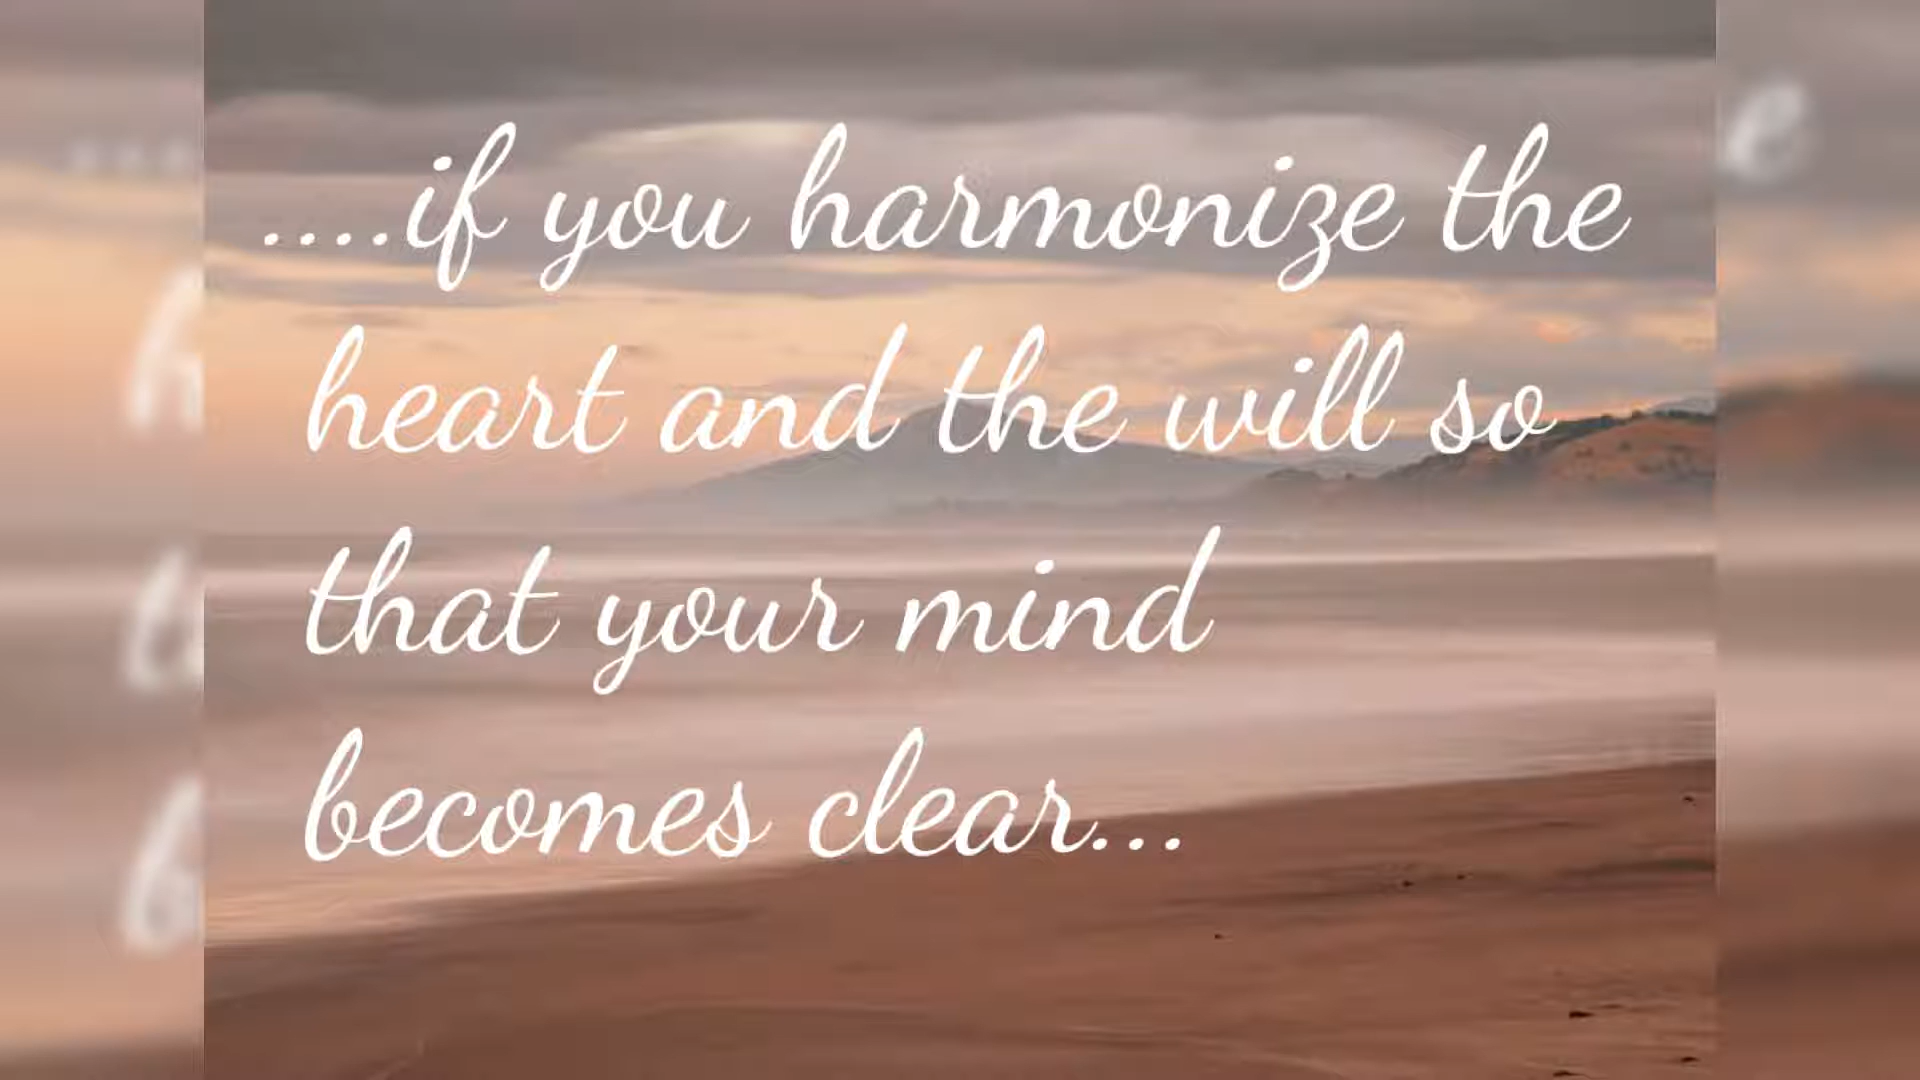 ....if you harmonize the
heart and the will so
that your mind
becomes clear...